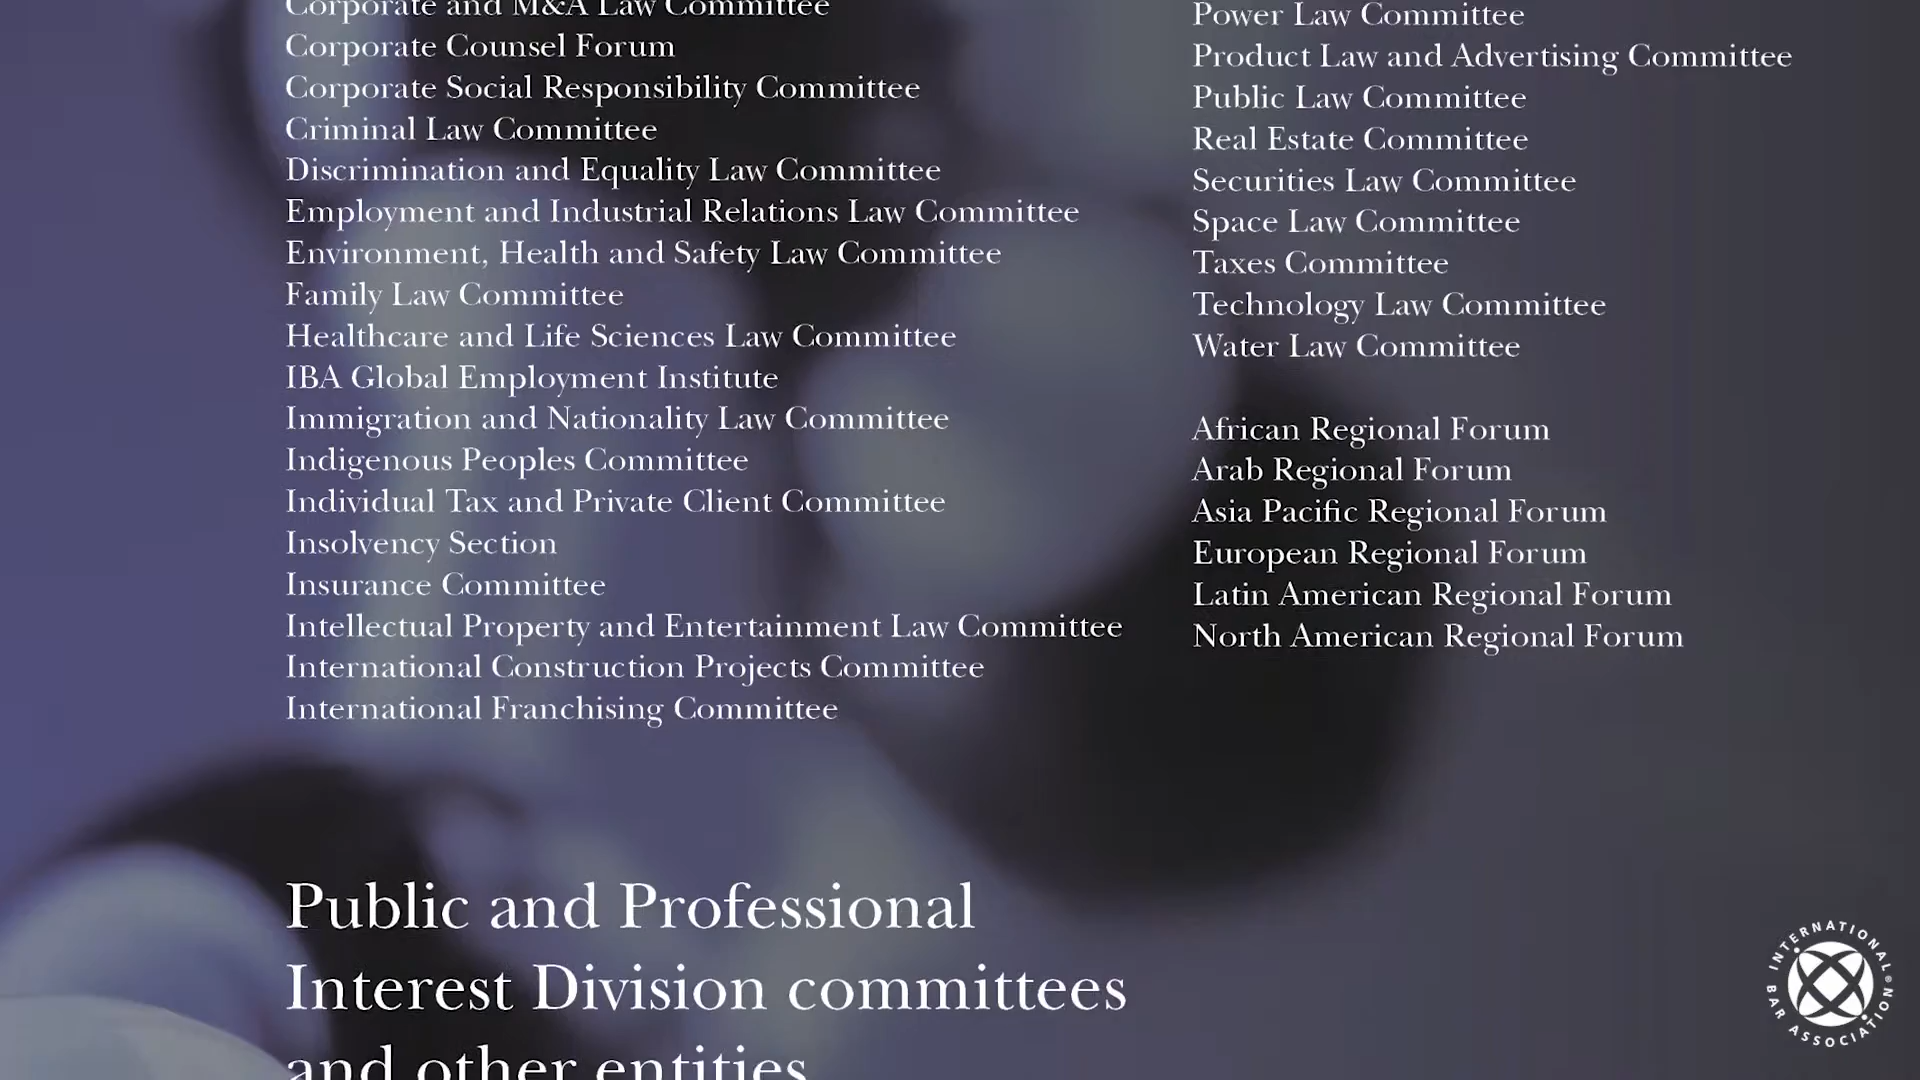 Corporate and M&A Law Committee
Corporate Counsel Forum
Corporate Social Responsibility Committee
Criminal Law Committee
Discrimination and Equality Law Committee
Employment and Industrial Relations Law Committee
Environment, Health and Safety Law Committee
Family Law Committee
Healthcare and Life Sciences Law Committee
IBA Global Employment Institute
Immigration and Nationality Law Committee
Indigenous Peoples Committee
Individual Tax and Private Client Committee
Insolvency Section
Insurance Committee
Intellectual Property and Entertainment Law Committee
International Construction Projects Committee
International Franchising Committee
Power Law Committee
Product Law and Advertising Committee
Public Law Committee
Real Estate Committee
Securities Law Committee
Space Law Committee
Taxes Committee
Technology Law Committee
Water Law Committee
African Regional Forum
Arab Regional Forum
Asia Pacific Regional Forum
European Regional Forum
Latin American Regional Forum
North American Regional Forum
Public and Professional
Interest Division committees
and other entities
INTERNATIONAL®
BAR ASSOCIATION